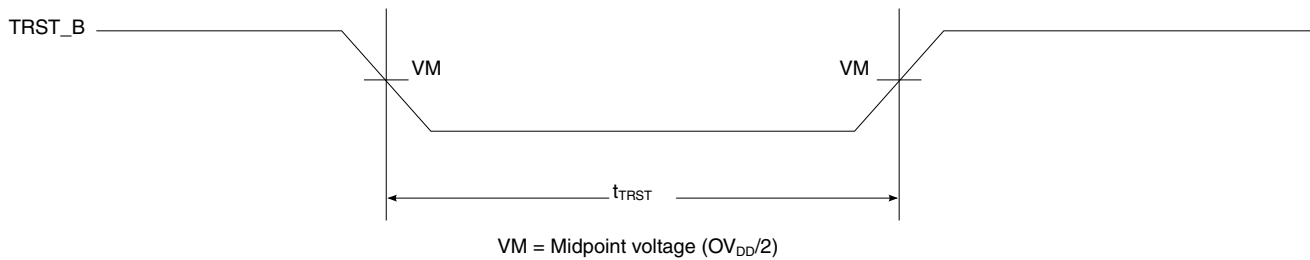 TRST_B
VM
VM
tTRST
VM = Midpoint voltage (OVDD/2)